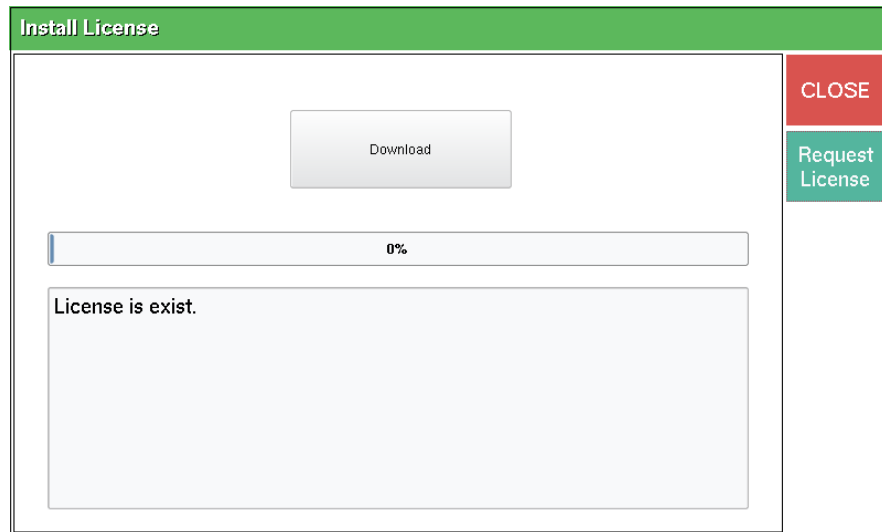 Install License
CLOSE
Download
Request
License
0%
License is exist.